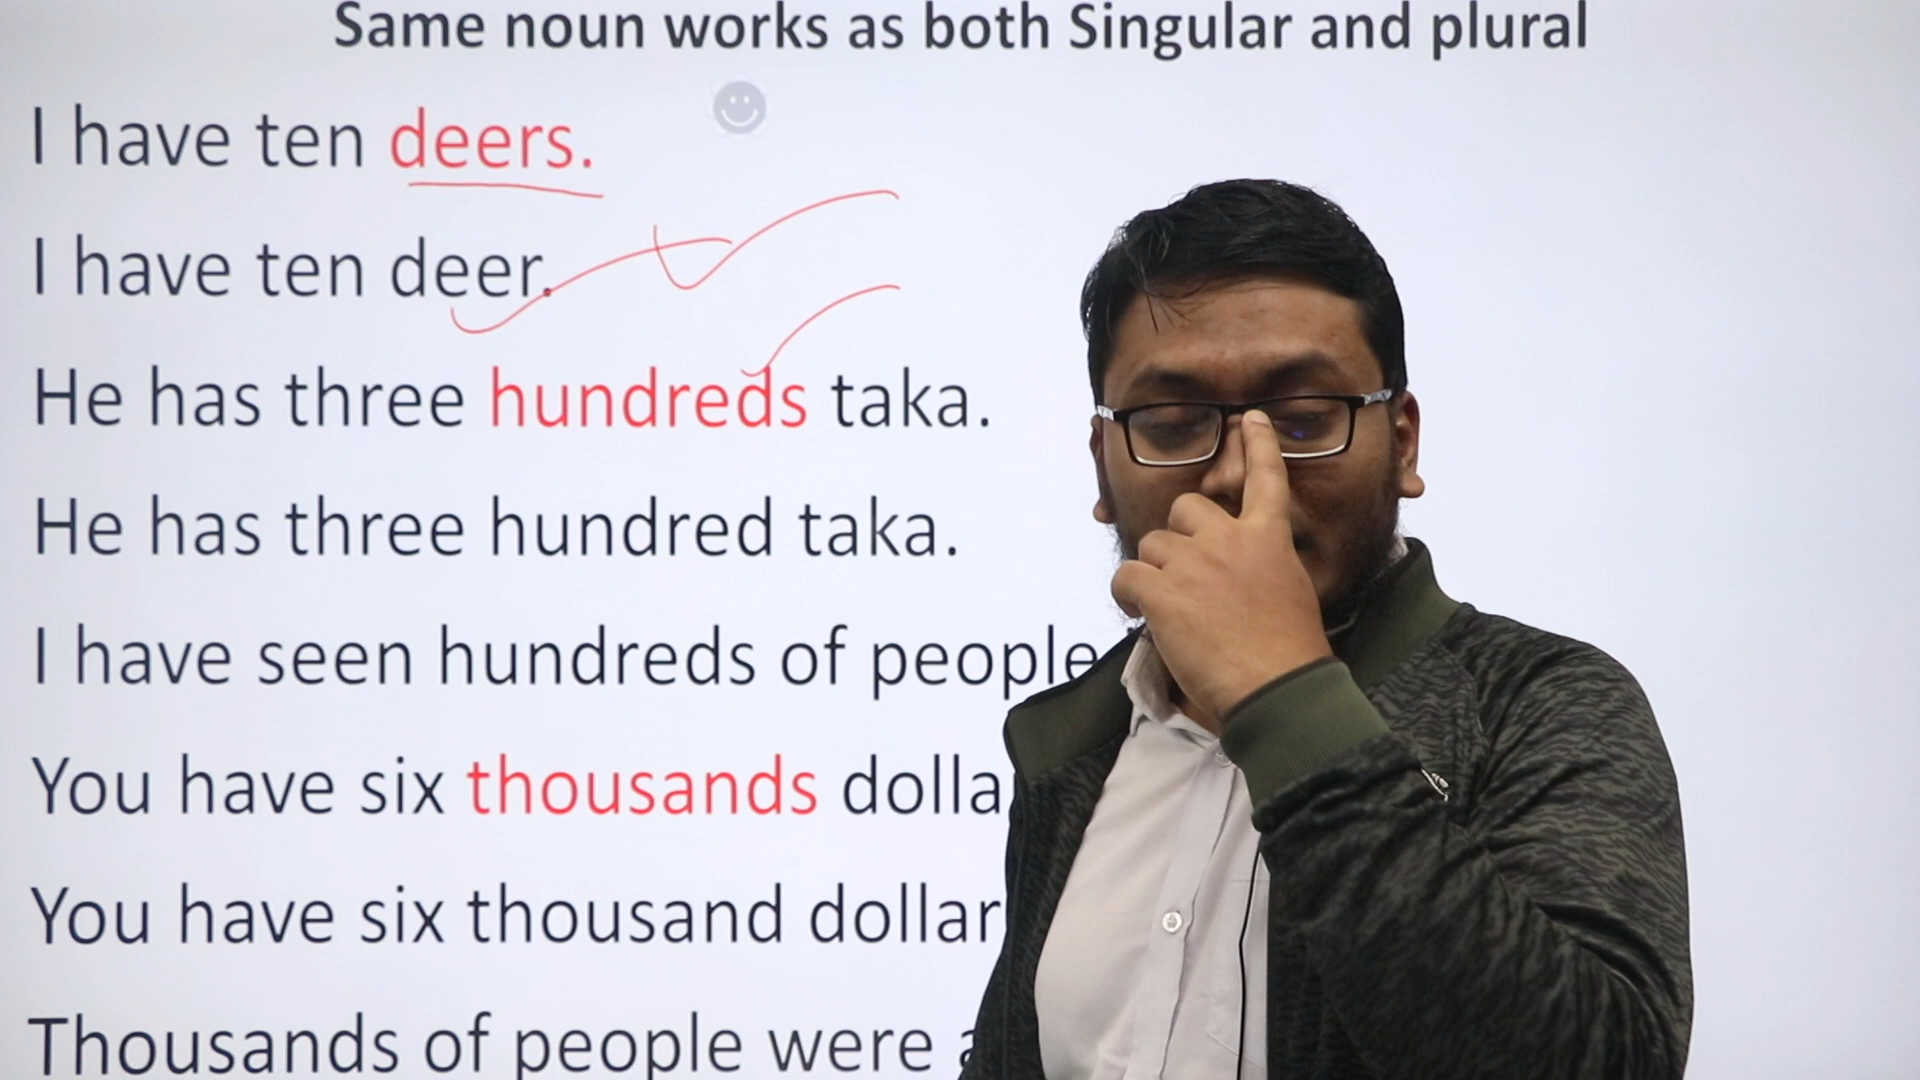 Same noun works as both Singular and plural
I have ten deers.
I have ten deer.
He has three hundreds taka.
He has three hundred taka.
I have seen hundreds of people
You have six thousands
You have six thousand
Thousands of people were